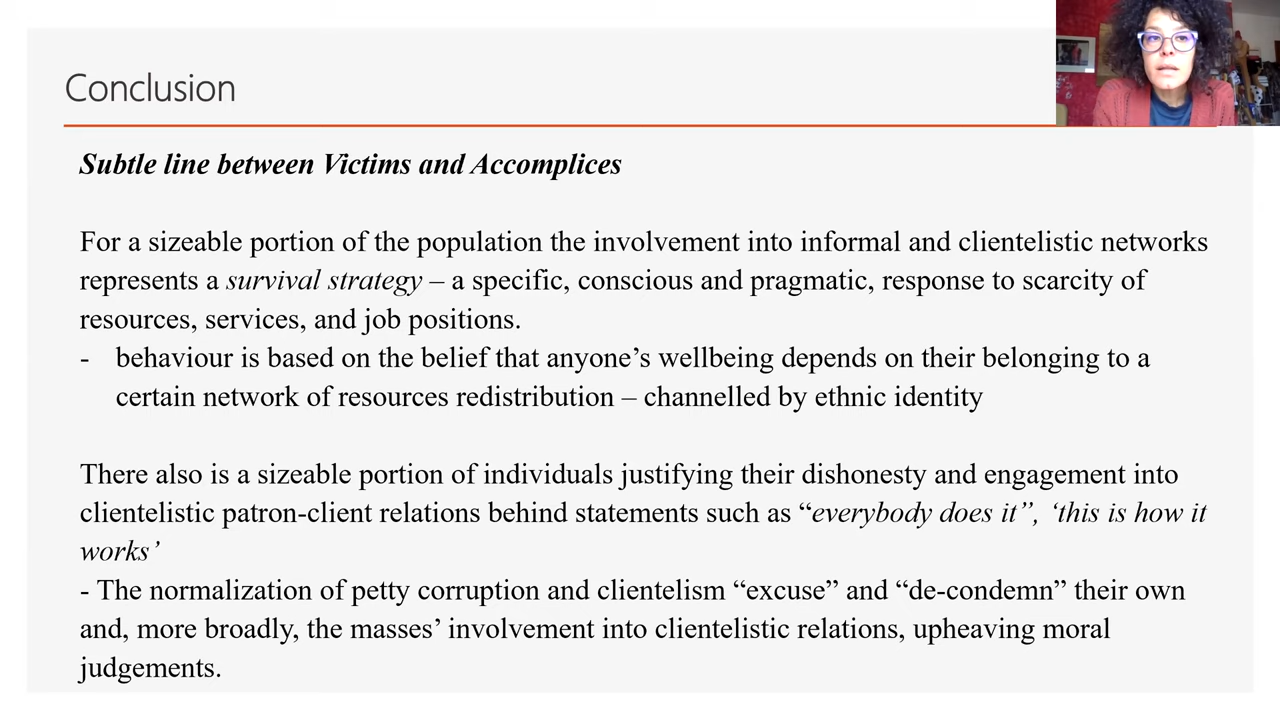 Conclusion
Subtle line between Victims and Accomplices
For a sizeable portion of the population the involvement into informal and clientelistic networks
represents a survival strategy – a specific, conscious and pragmatic, response to scarcity of
resources, services, and job positions.
- behaviour is based on the belief that anyone’s wellbeing depends on their belonging to a
certain network of resources redistribution – channelled by ethnic identity
There also is a sizeable portion of individuals justifying their dishonesty and engagement into
clientelistic patron-client relations behind statements such as “everybody does it”, ‘this is how it
works’
- The normalization of petty corruption and clientelism “excuse” and “de-condemn” their own
and, more broadly, the masses’ involvement into clientelistic relations, upheaving moral
judgements.